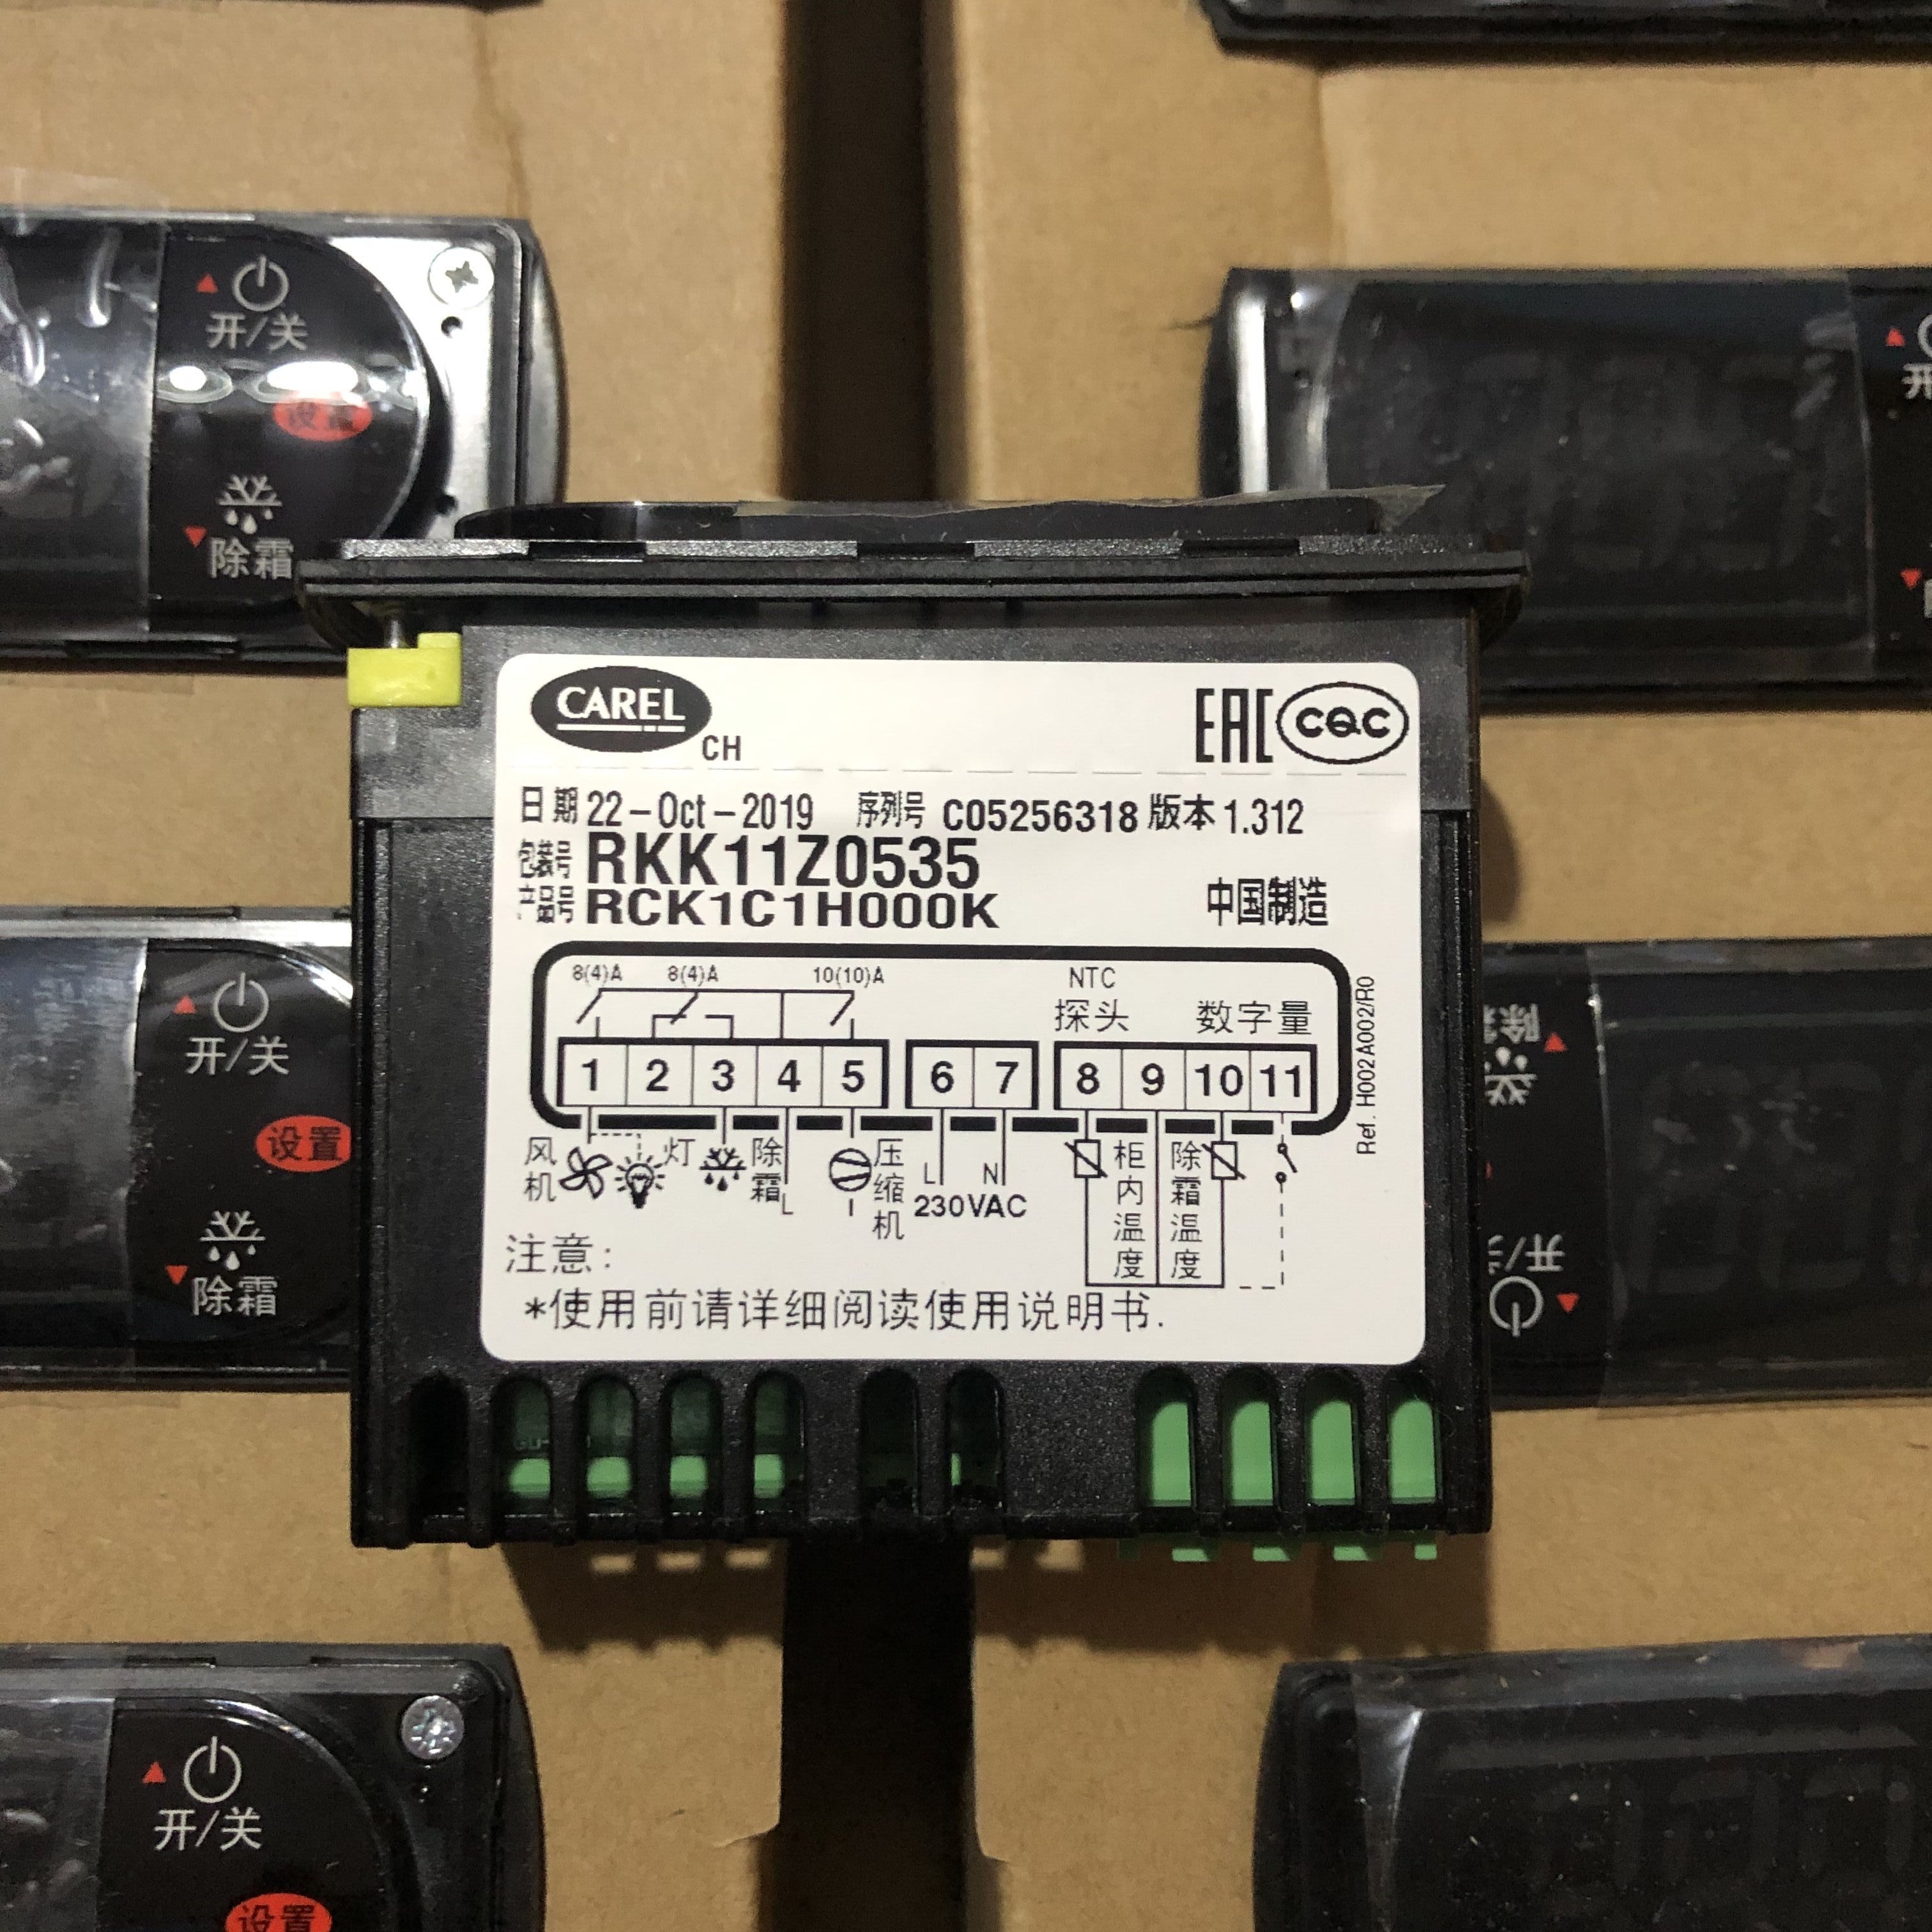 开/关
设置
除霜
CAREL
CH
EAC CQC
日期 22-Oct-2019 序列号 C05256318 版本 1.312
包装号 RKK11Z0535
产品号 RCK1C1H000K
中国制造
8(4)A 8(4)A 10(10)A NTC
探头 数字量
1 2 3 4 5 6 7 8 9 10 11
Ref. H002A002/R0
风机
灯
除霜
L
压缩机
L N
230VAC
柜内温度
除霜温度
注意:
*使用前请详细阅读使用说明书.
开/关
设置
除霜
开/关
设置
开
除霜
开/关